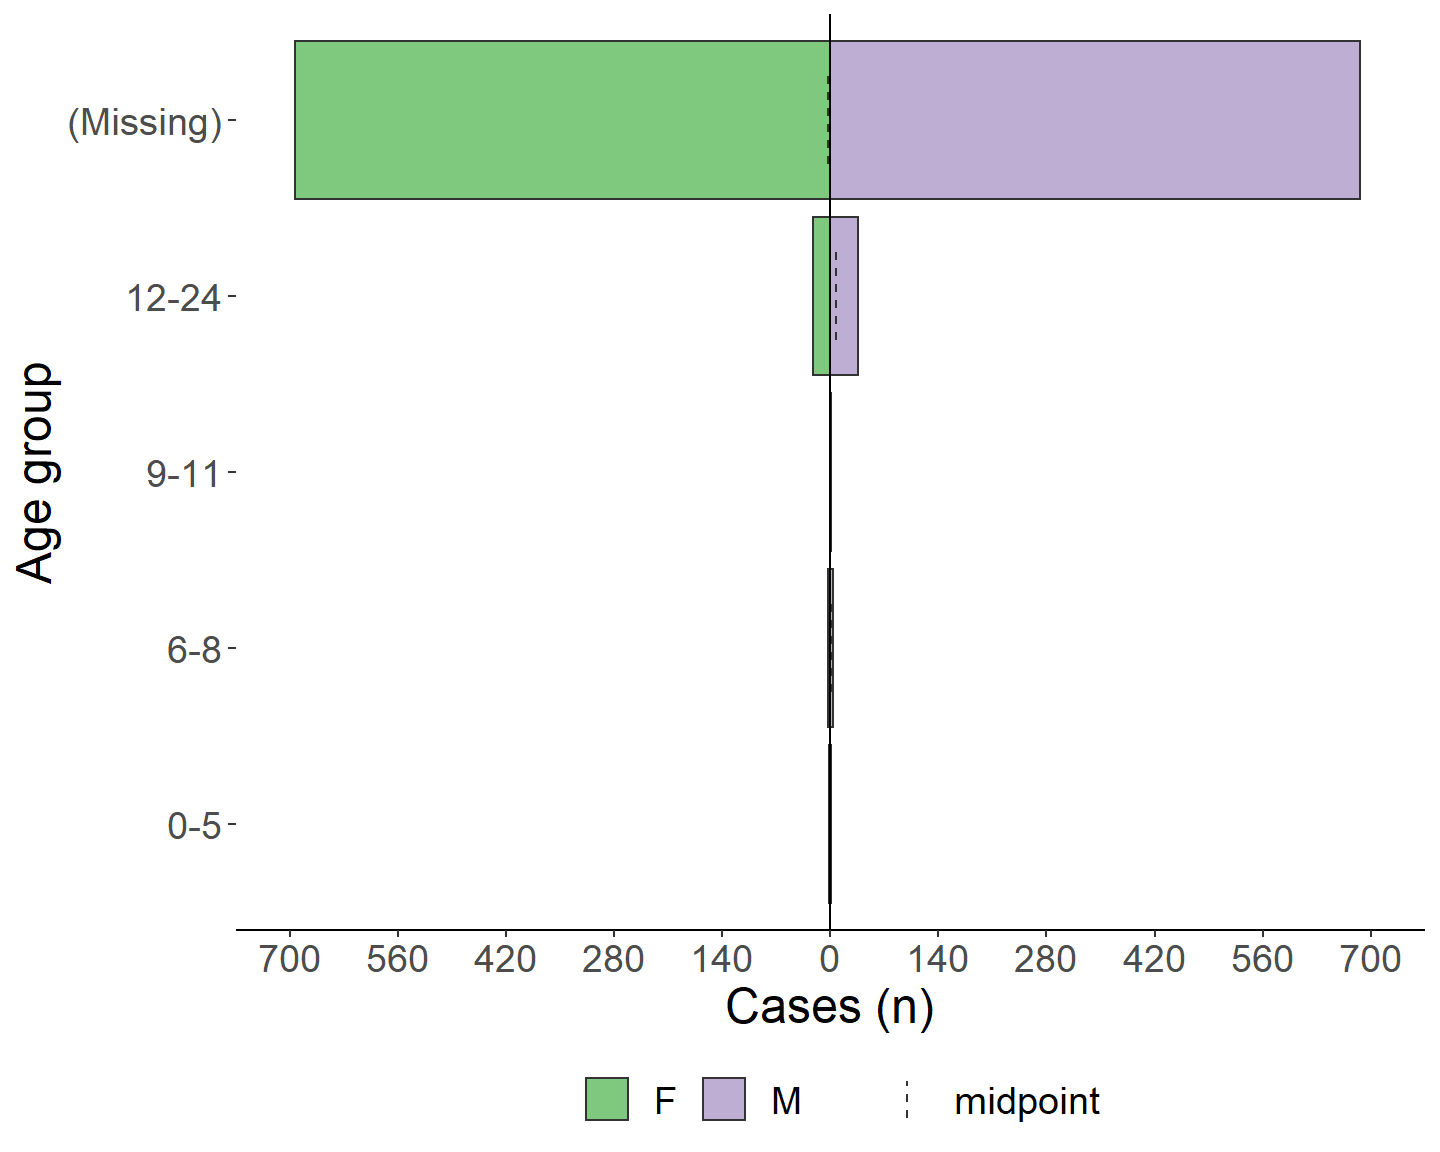 (Missing)
12-24
9-11
6-8
0-5
Age group
700 560 420 280 140 0 140 280 420 560 700
Cases (n)
F M midpoint